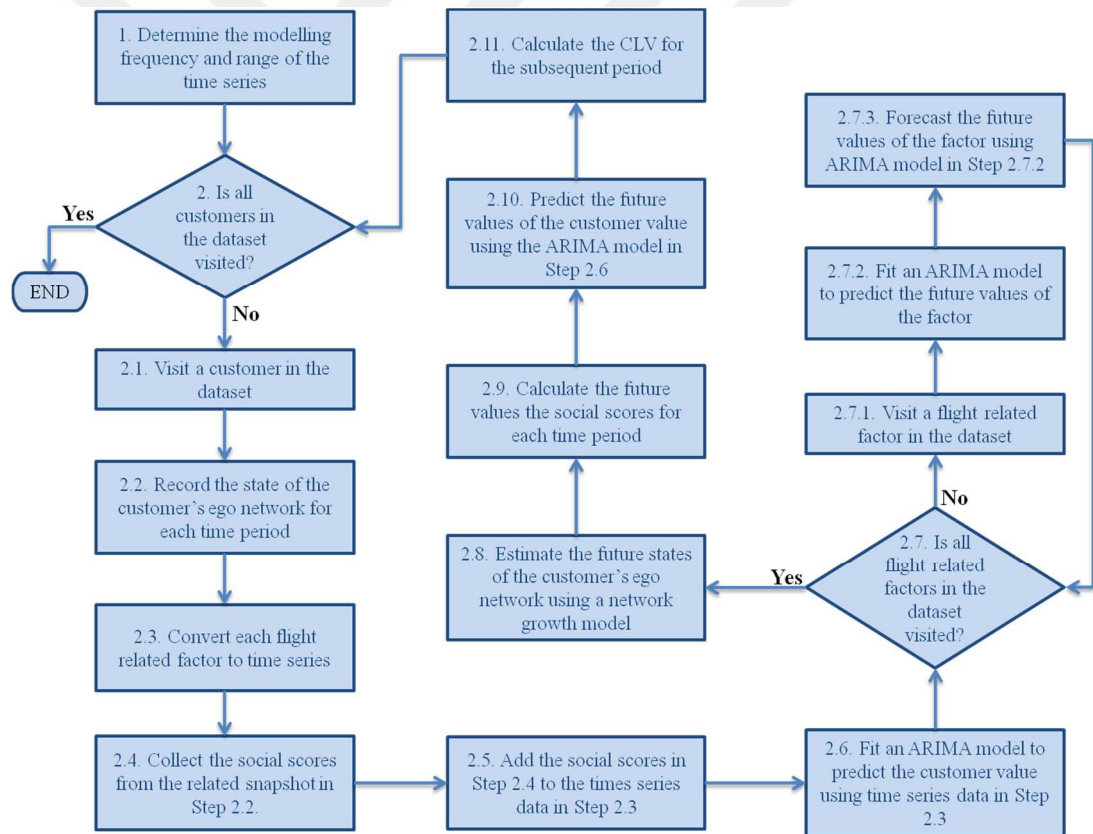 1. Determine the modelling
frequency and range of the
time series
2. Is all
customers in
the dataset
visited?
Yes
END
No
2.1. Visit a customer in the
dataset
2.2. Record the state of the
customer's ego network for
each time period
2.3. Convert each flight
related factor to time series
2.4. Collect the social scores
from the related snapshot in
Step 2.2.
2.5. Add the social scores in
Step 2.4 to the times series
data in Step 2.3
2.6. Fit an ARIMA model to
predict the customer value
using time series data in Step
2.3
2.7. Is all
flight related
factors in the
dataset
visited?
No
2.7.1. Visit a flight related
factor in the dataset
2.7.2. Fit an ARIMA model
to predict the future values of
the factor
2.7.3. Forecast the future
values of the factor using
ARIMA model in Step 2.7.2
Yes
2.8. Estimate the future states
of the customer's ego
network using a network
growth model
2.9. Calculate the future
values the social scores for
each time period
2.10. Predict the future
values of the customer value
using the ARIMA model in
Step 2.6
2.11. Calculate the CLV for
the subsequent period